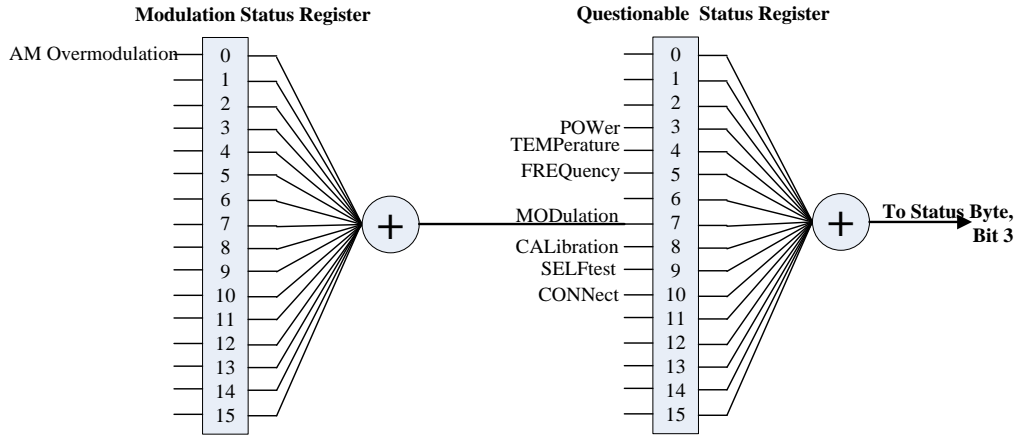 Modulation Status Register
Questionable Status Register
AM Overmodulation
0
1
2
3
4
5
6
7
8
9
10
11
12
13
14
15
+
POWer
TEMPerature
FREQuency
MODulation
CALibration
SELFtest
CONNect
0
1
2
3
4
5
6
7
8
9
10
11
12
13
14
15
+
To Status Byte,
Bit 3